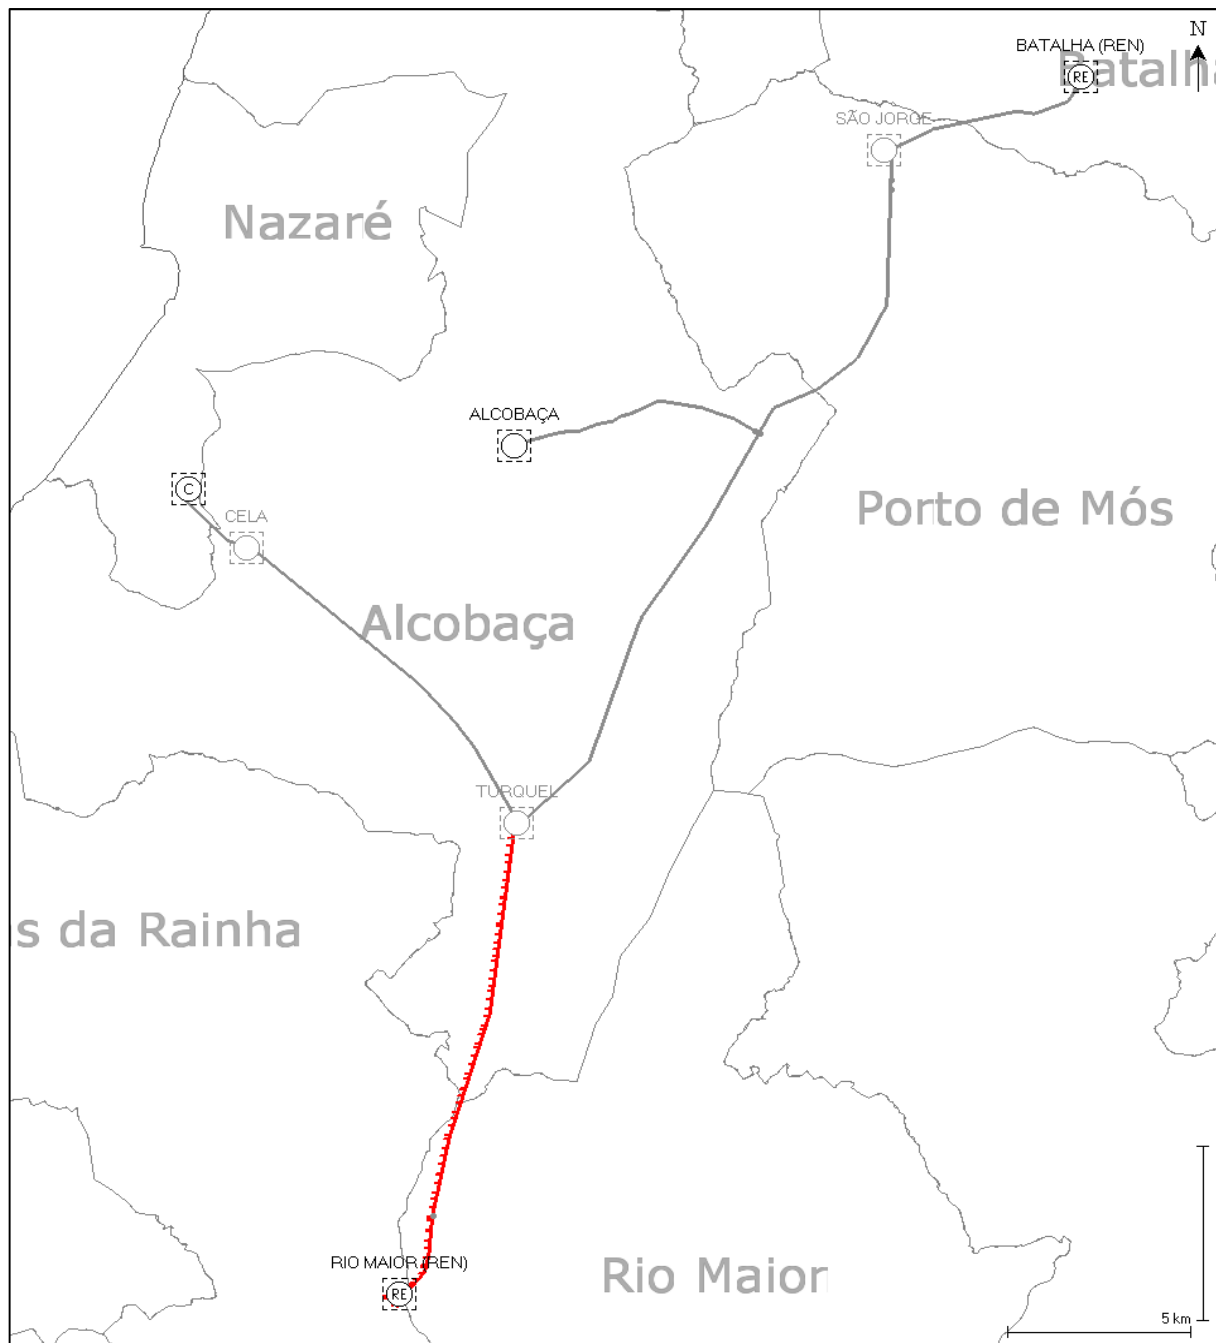 N
BATALHA (REN)
Batalha
RE
SÃO JORGE
Nazaré
ALCOBAÇA
C
CELA
Porto de Mós
Alcobaça
TURQUEL
s da Rainha
RIO MAIOR (REN)
RE
Rio Maior
5 km